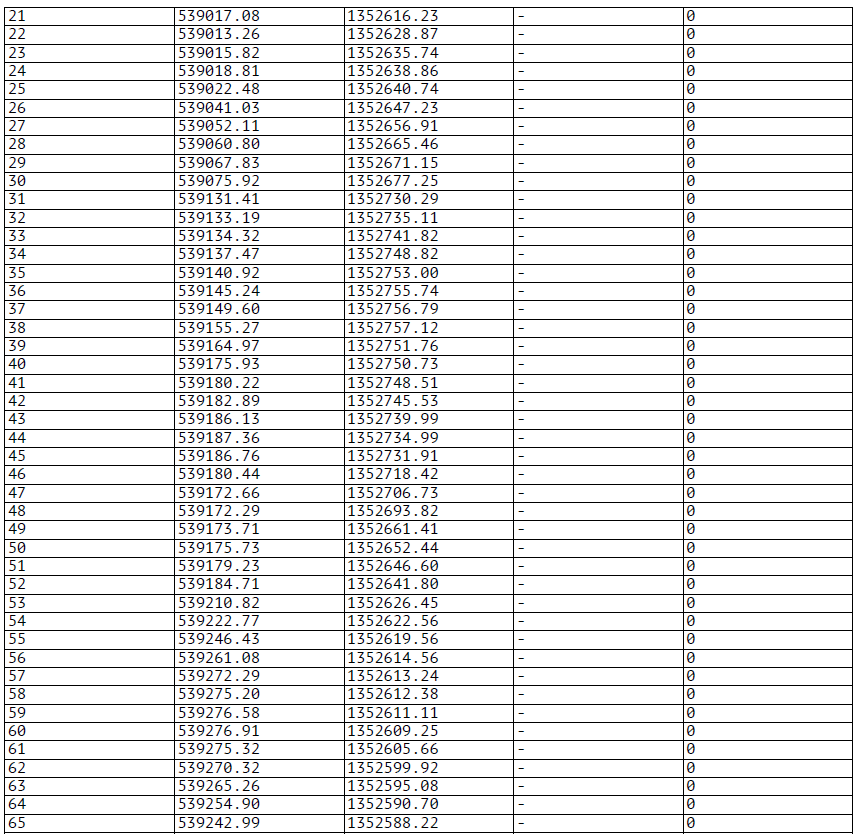 21 539017.08 1352616.23 - 0
22 539013.26 1352628.87 - 0
23 539015.82 1352635.74 - 0
24 539018.81 1352638.86 - 0
25 539022.48 1352640.74 - 0
26 539041.03 1352647.23 - 0
27 539052.11 1352656.91 - 0
28 539060.80 1352665.46 - 0
29 539067.83 1352671.15 - 0
30 539075.92 1352677.25 - 0
31 539131.41 1352730.29 - 0
32 539133.19 1352735.11 - 0
33 539134.32 1352741.82 - 0
34 539137.47 1352748.82 - 0
35 539140.92 1352753.00 - 0
36 539145.24 1352755.74 - 0
37 539149.60 1352756.79 - 0
38 539155.27 1352757.12 - 0
39 539164.97 1352751.76 - 0
40 539175.93 1352750.73 - 0
41 539180.22 1352748.51 - 0
42 539182.89 1352745.53 - 0
43 539186.13 1352739.99 - 0
44 539187.36 1352734.99 - 0
45 539186.76 1352731.91 - 0
46 539180.44 1352718.42 - 0
47 539172.66 1352706.73 - 0
48 539172.29 1352693.82 - 0
49 539173.71 1352661.41 - 0
50 539175.73 1352652.44 - 0
51 539179.23 1352646.60 - 0
52 539184.71 1352641.80 - 0
53 539210.82 1352626.45 - 0
54 539222.77 1352622.56 - 0
55 539246.43 1352619.56 - 0
56 539261.08 1352614.56 - 0
57 539272.29 1352613.24 - 0
58 539275.20 1352612.38 - 0
59 539276.58 1352611.11 - 0
60 539276.91 1352609.25 - 0
61 539275.32 1352605.66 - 0
62 539270.32 1352599.92 - 0
63 539265.26 1352595.08 - 0
64 539254.90 1352590.70 - 0
65 539242.99 1352588.22 - 0